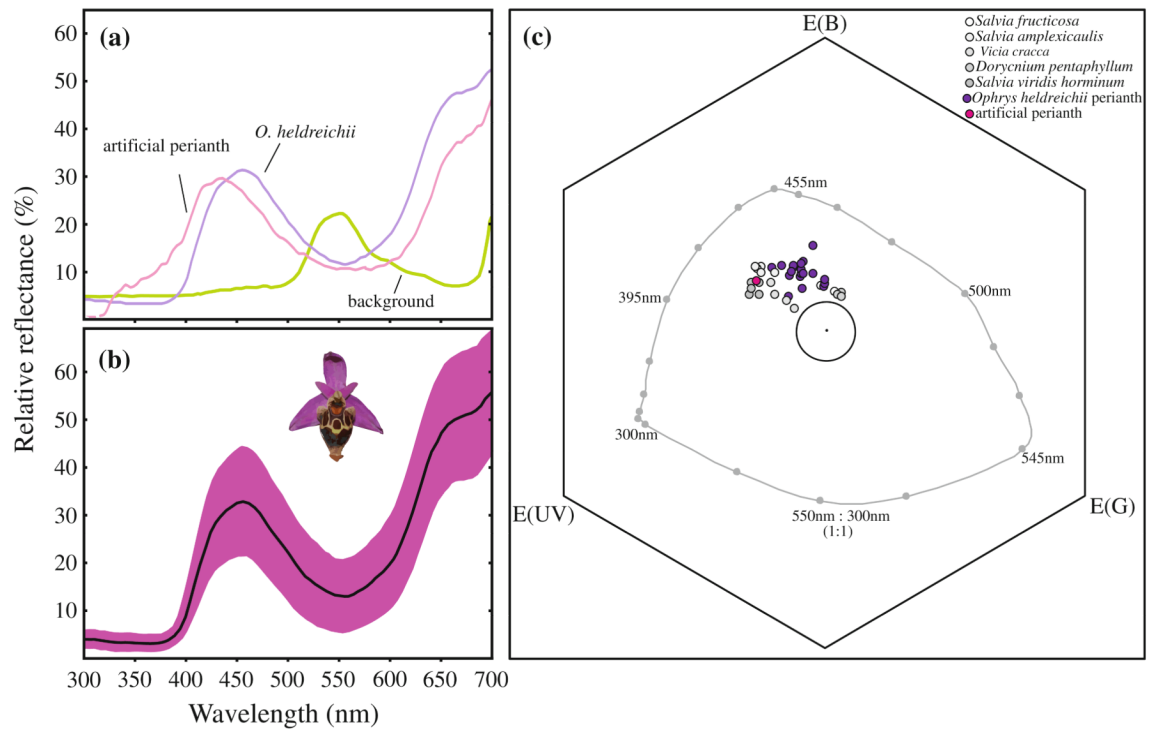 (a)
60
50
40
30
20
10
artificial perianth
O. heldreichii
background
Relative reflectance (%)
(b)
60
50
40
30
20
10
300 350 400 450 500 550 600 650 700
Wavelength (nm)
(c)
E(B)
Salvia fructicosa
Salvia amplexicaulis
Vicia cracca
Dorycnium pentaphyllum
Salvia viridis horminum
Ophrys heldreichii perianth
artificial perianth
455nm
500nm
395nm
300nm
545nm
550nm : 300nm
(1:1)
E(UV)
E(G)